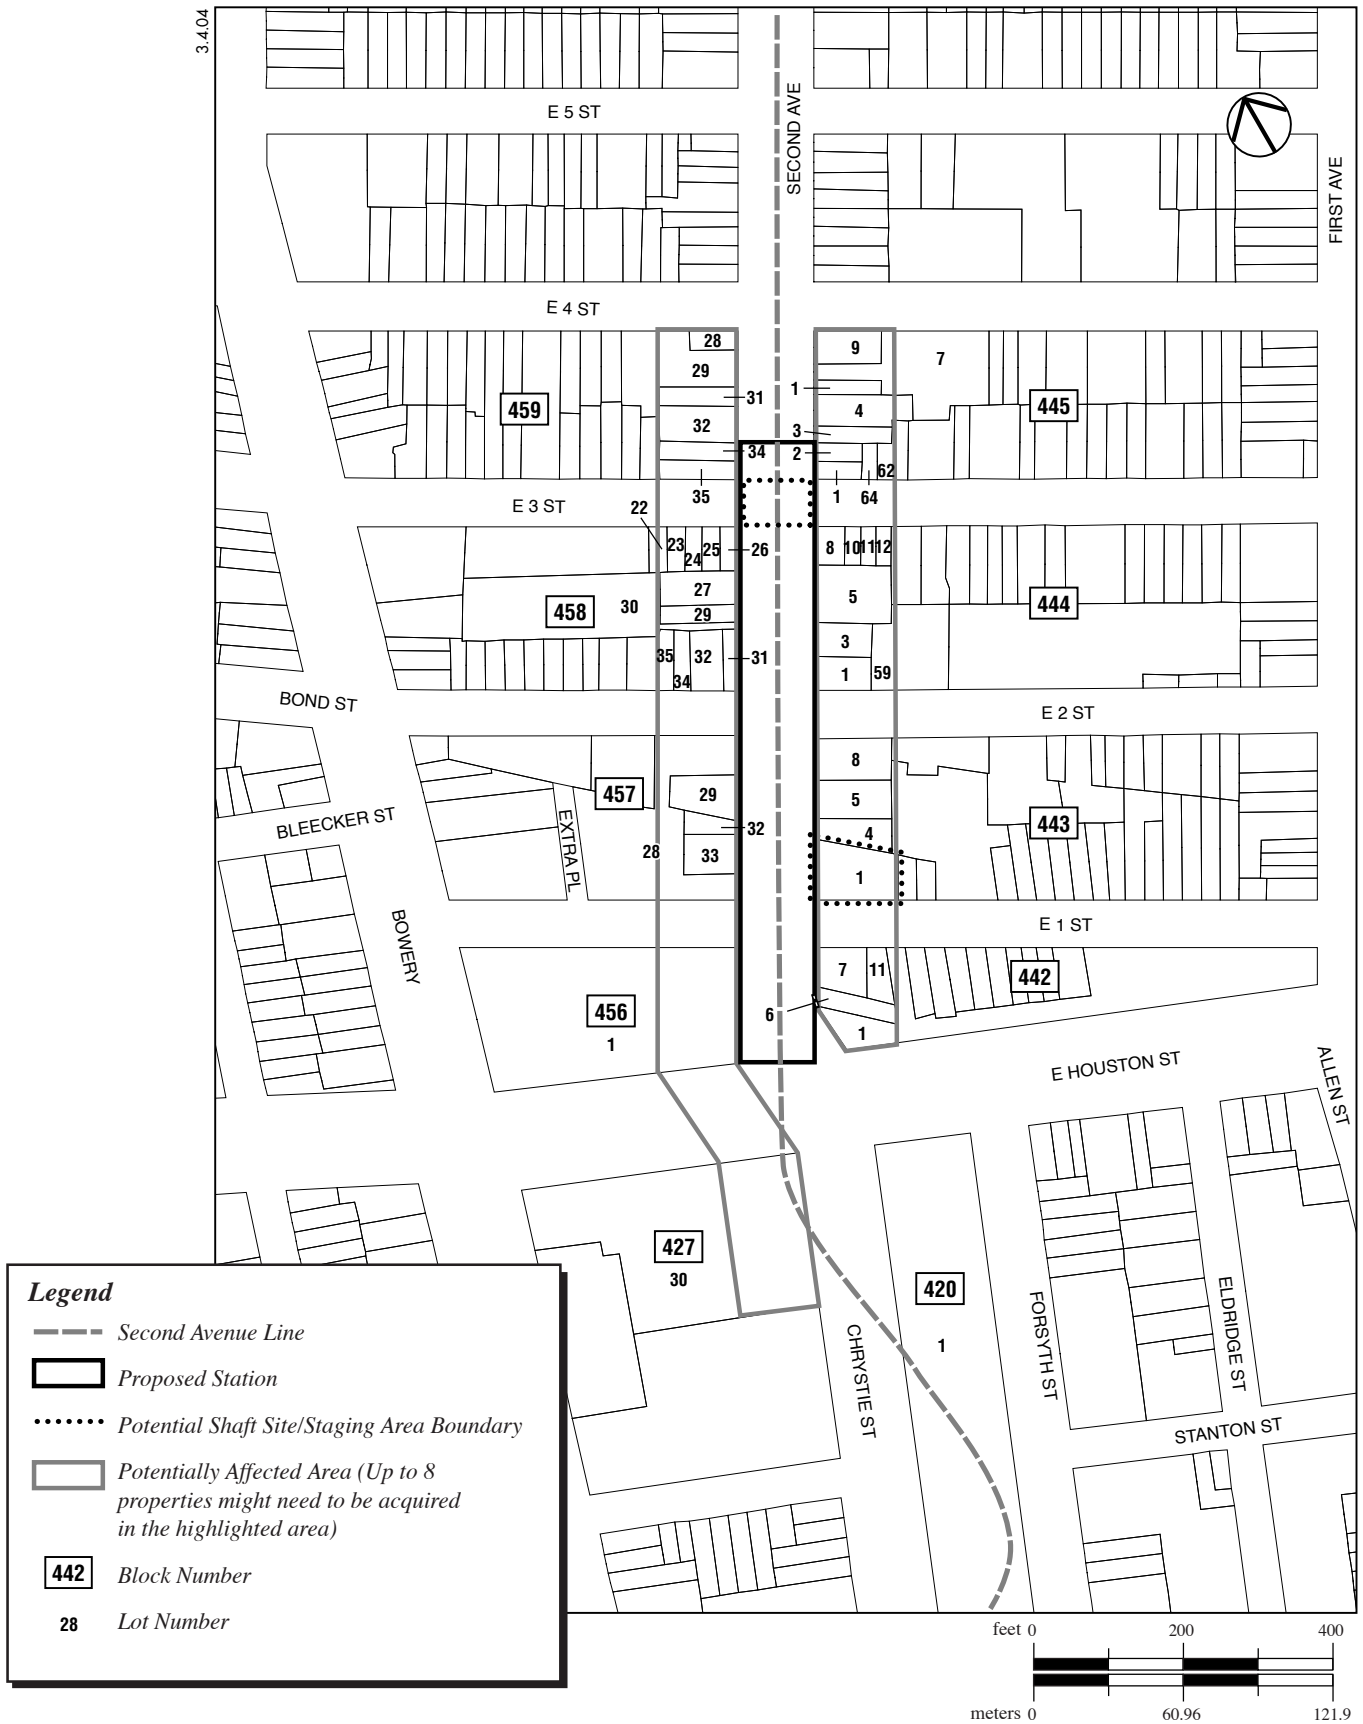 3.4.04
E 5 ST
SECOND AVE
FIRST AVE
E 4 ST
28
29
31
32
34
35
459
9
7
1
4
3
2
1
64
62
445
E 3 ST
22
23
24
25
26
27
29
30
458
35
34
32
31
8
10
11
12
5
3
1
59
444
BOND ST
E 2 ST
457
29
32
33
28
8
5
4
1
443
BLEECKER ST
EXTRA PL
BOWERY
E 1 ST
456
1
7
11
6
1
442
E HOUSTON ST
ALLEN ST
427
30
420
1
CHRYSTIE ST
FORSYTH ST
ELDRIDGE ST
STANTON ST
Legend
Second Avenue Line
Proposed Station
Potential Shaft Site/Staging Area Boundary
Potentially Affected Area (Up to 8
properties might need to be acquired
in the highlighted area)
442 Block Number
28 Lot Number
feet 0 200 400
meters 0 60.96 121.9